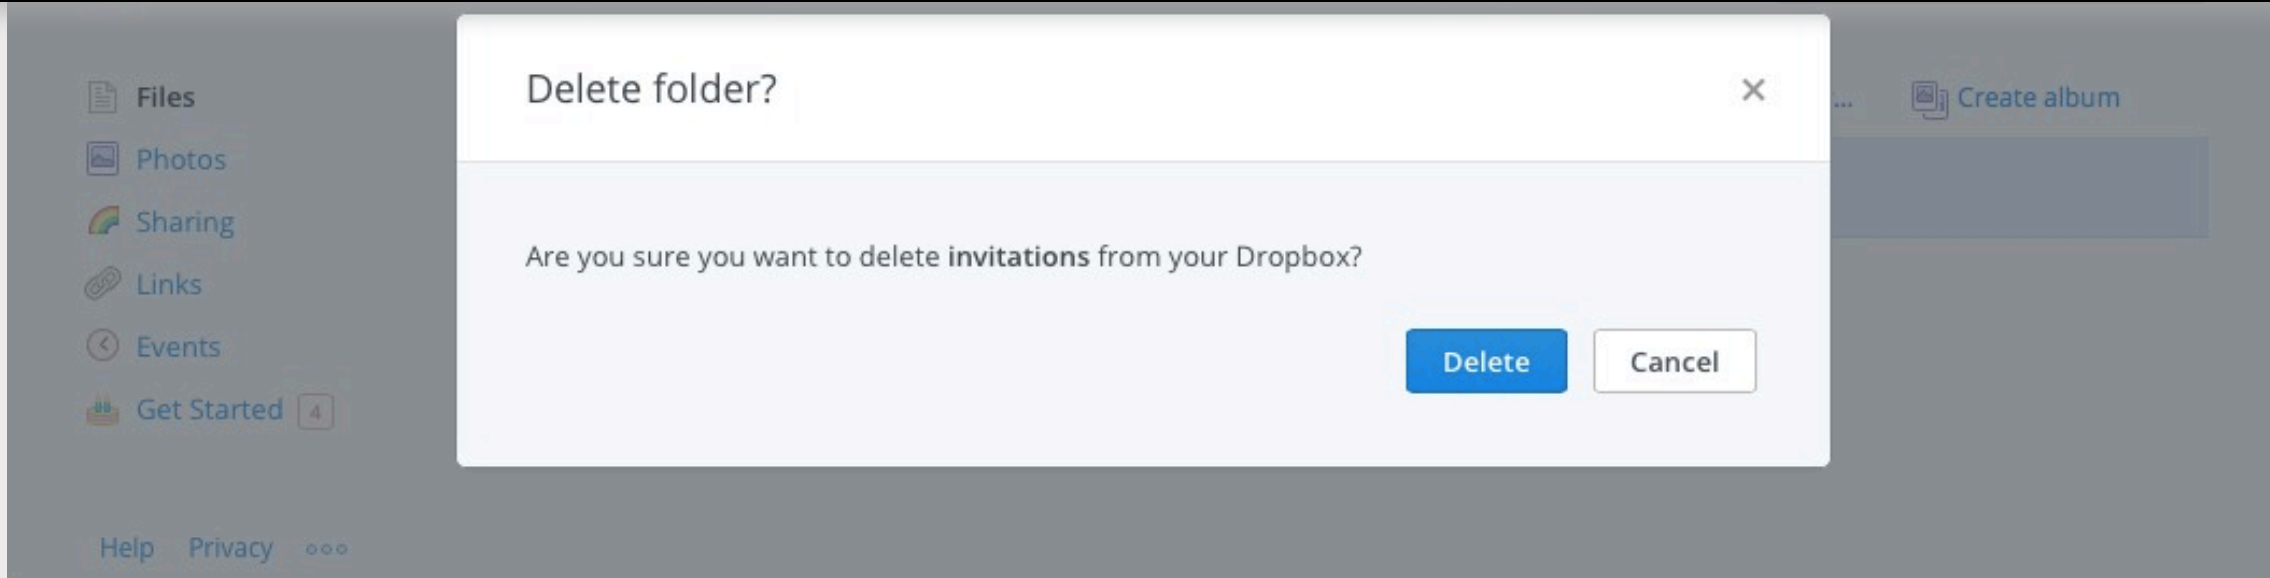 Delete folder?
Files
... Create album
Photos
Sharing
Are you sure you want to delete invitations from your Dropbox?
Links
Events
Delete Cancel
Get Started 4
Help Privacy